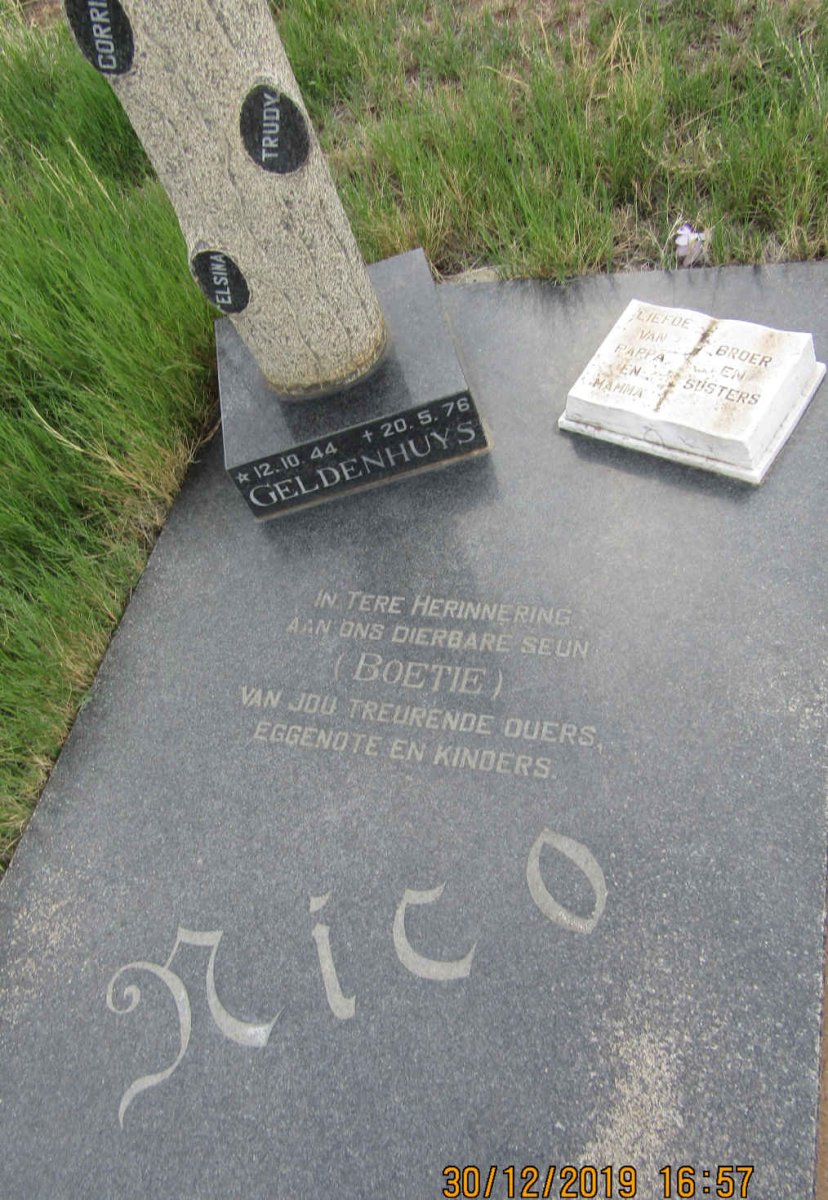 CORRI
TRUDY
ELSINA
* 12.10.44 † 20.5.76
GELDENHUYS
LIEFDE
VAN
PAPPA
EN
MAMMA
BROER
EN
SUSTERS
IN TERE HERINNERING
AAN ONS DIERBARE SEUN
(BOETIE)
VAN JOU TREURENDE OUERS,
EGGENOTE EN KINDERS.
Nico
30/12/2019 16:57